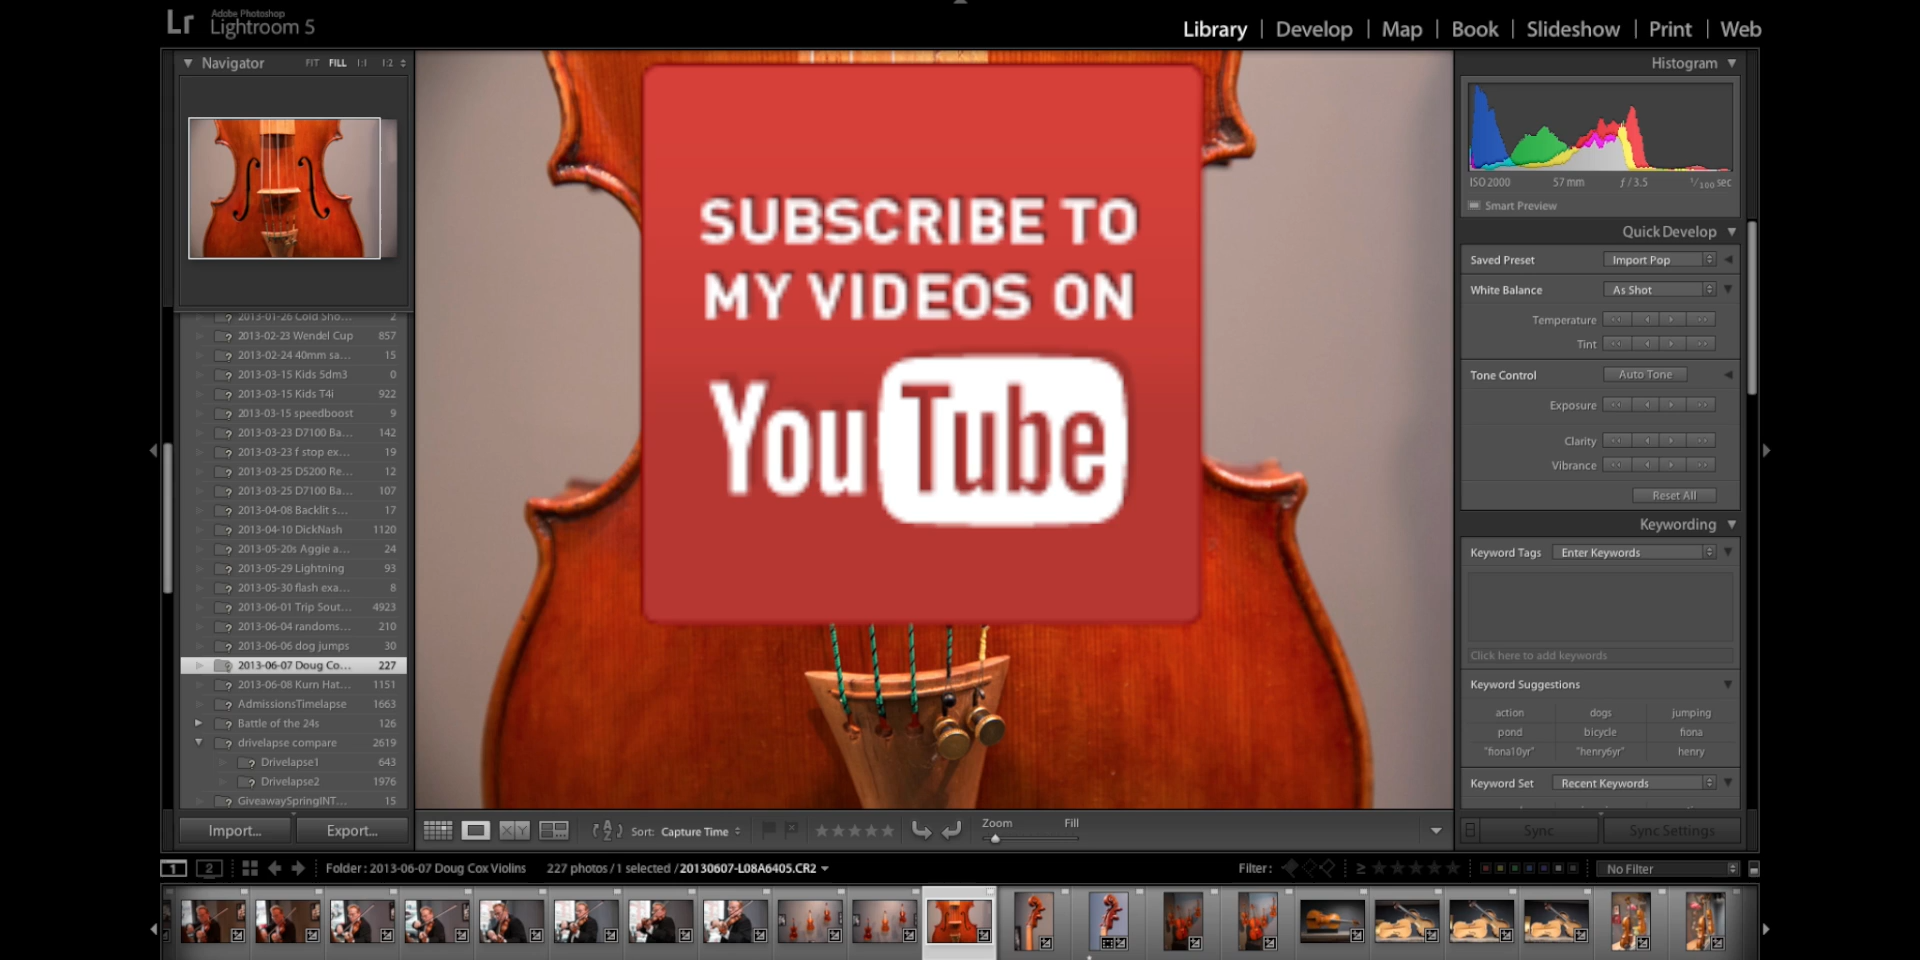 Lr Adobe Photoshop
Lightroom 5
Library | Develop | Map | Book | Slideshow | Print | Web
Navigator FIT FILL 1:1 1:2
2013-01-26 Cold Sho... 2
2013-02-23 Wendel Cup 857
2013-02-24 40mm sa... 15
2013-03-15 Kids 5dm3 0
2013-03-15 Kids T4i 922
2013-03-15 speedboost 9
2013-03-23 D7100 Ba... 142
2013-03-23 f stop ex... 19
2013-03-25 D5200 Re... 12
2013-03-25 D7100 Ba... 107
2013-04-08 Backlit s... 17
2013-04-10 DickNash 1120
2013-05-20s Aggie a... 24
2013-05-29 Lightning 93
2013-05-30 flash exa... 8
2013-06-01 Trip Sout... 4923
2013-06-04 randoms... 210
2013-06-06 dog jumps 30
2013-06-07 Doug Co... 227
2013-06-08 Kurn Hat... 1151
AdmissionsTimelapse 1663
Battle of the 24s 126
drivelapse compare 2619
Drivelapse1 643
Drivelapse2 1976
GiveawaySpringINT... 15
Import... Export...
SUBSCRIBE TO
MY VIDEOS ON
YouTube
Histogram
ISO 2000 57 mm ƒ / 3.5 1/100 sec
Smart Preview
Quick Develop
Saved Preset Import Pop
White Balance As Shot
Temperature
Tint
Tone Control Auto Tone
Exposure
Clarity
Vibrance
Reset All
Keywording
Keyword Tags Enter Keywords
Click here to add keywords
Keyword Suggestions
action dogs jumping
pond bicycle fiona
"fiona10yr" "henry6yr" henry
Keyword Set Recent Keywords
Sync Sync Settings
XY Sort: Capture Time Zoom Fill
1 2 Folder : 2013-06-07 Doug Cox Violins 227 photos / 1 selected / 20130607-L08A6405.CR2 Filter : No Filter